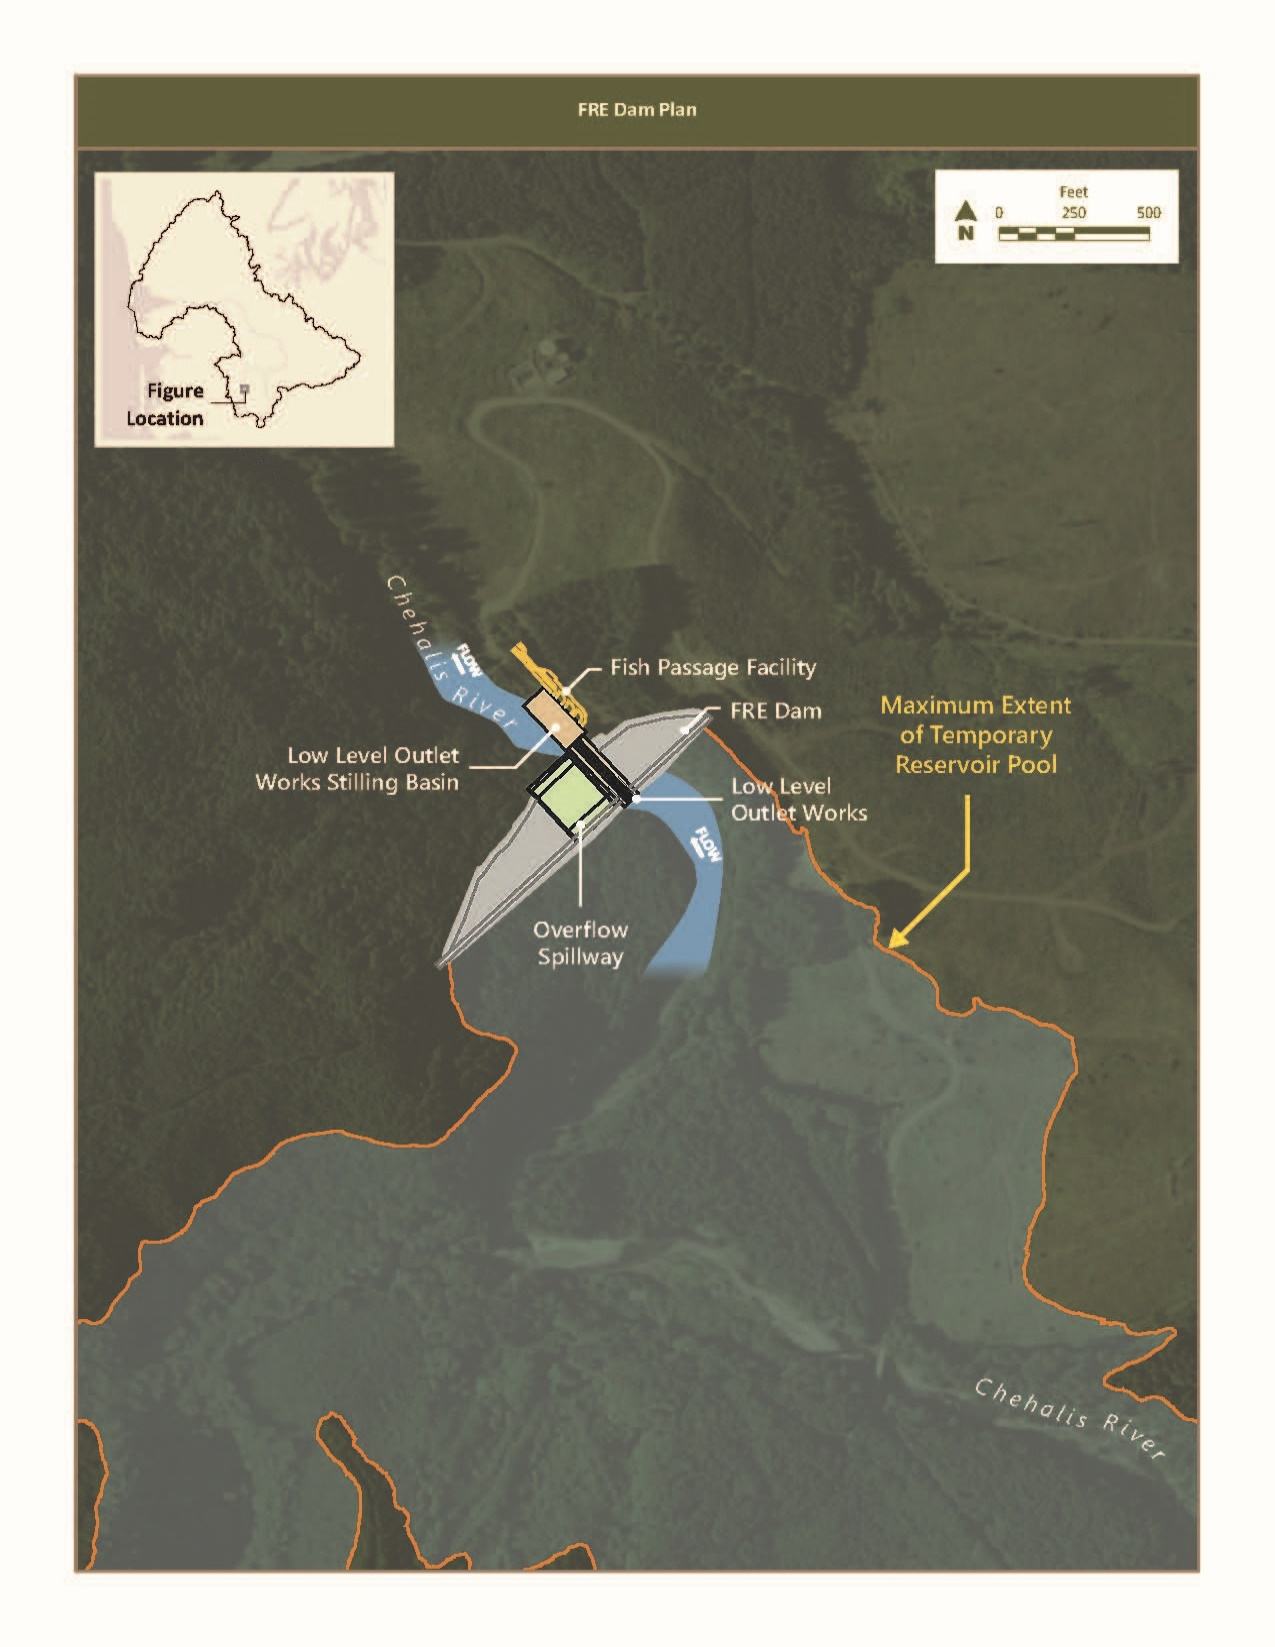 FRE Dam Plan
Feet
0 250 500
N
Figure
Location
Chehalis River
FLOW
Fish Passage Facility
FRE Dam
Maximum Extent
of Temporary
Reservoir Pool
Low Level Outlet
Works Stilling Basin
Low Level
Outlet Works
FLOW
Overflow
Spillway
Chehalis River